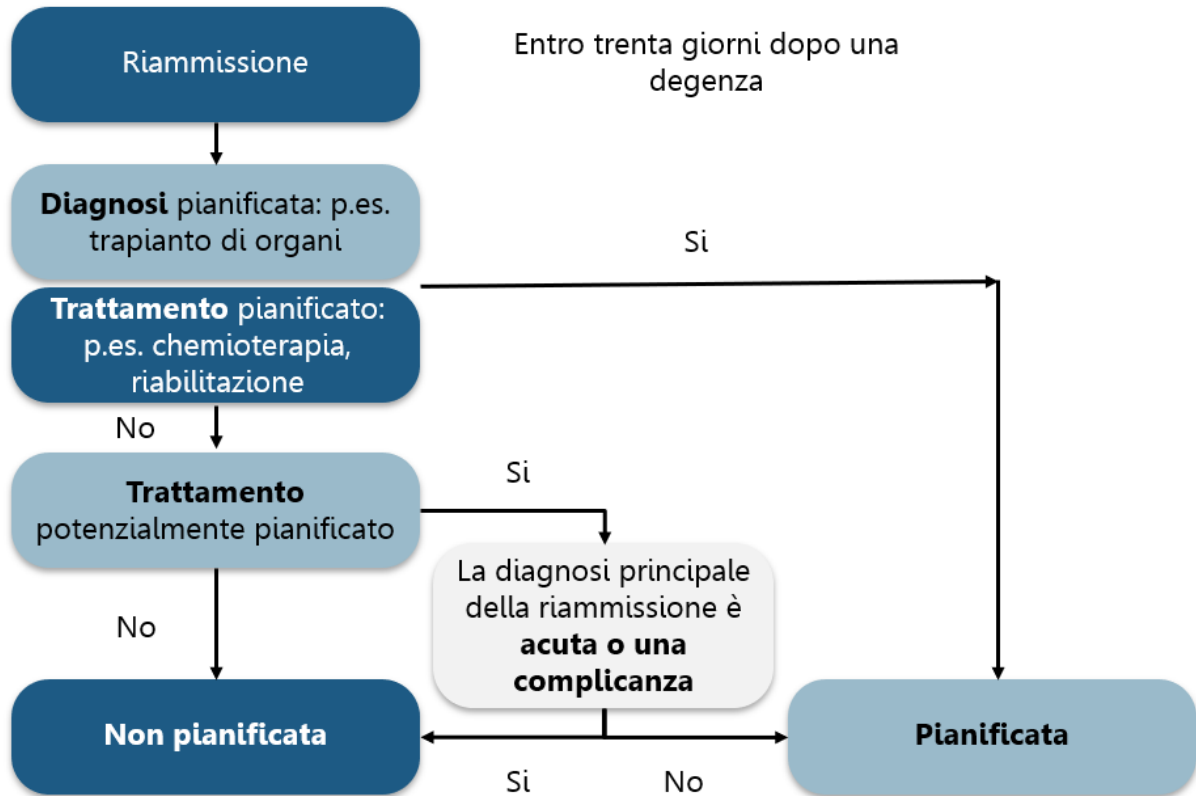 Riammissione
Entro trenta giorni dopo una
degenza
Diagnosi pianificata: p.es.
trapianto di organi
Si
Trattamento pianificato:
p.es. chemioterapia,
riabilitazione
No
Si
Trattamento
potenzialmente pianificato
La diagnosi principale
della riammissione è
acuta o una
complicanza
No
Non pianificata
Pianificata
Si
No